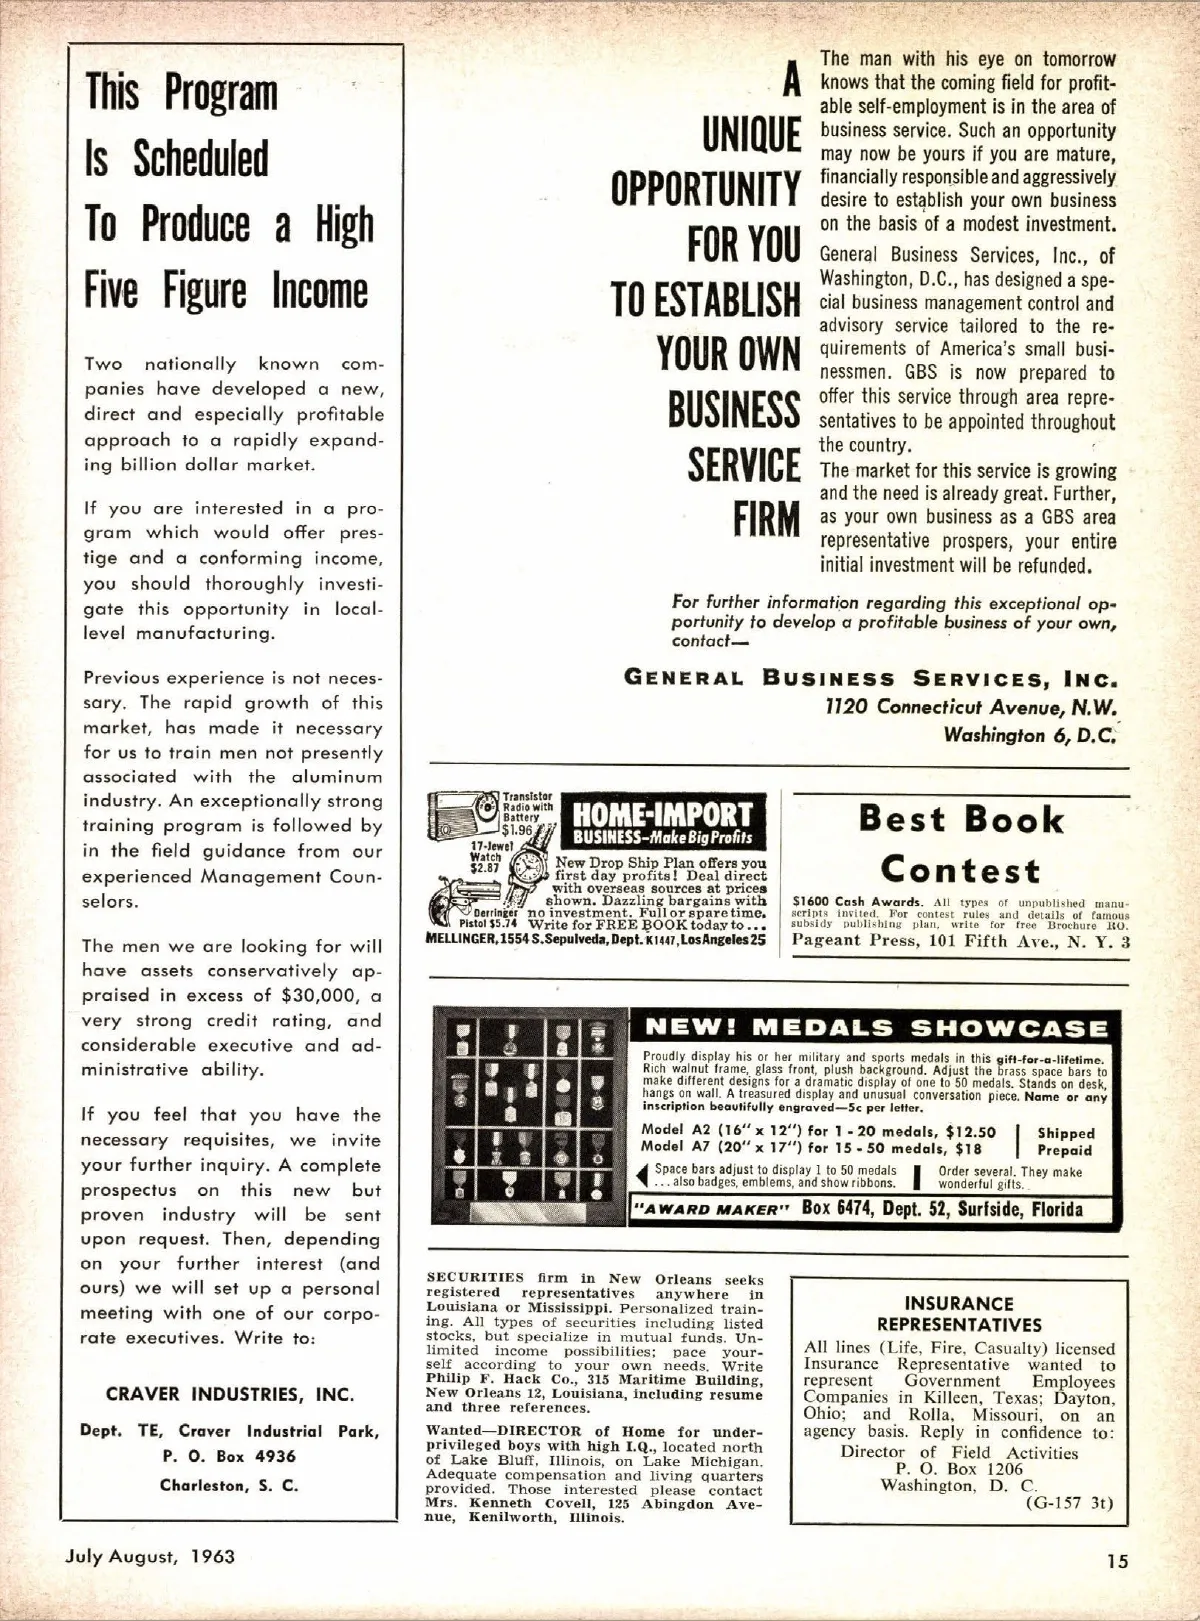 This Program
Is Scheduled
To Produce a High
Five Figure Income
Two nationally known com-
panies have developed a new,
direct and especially profitable
approach to a rapidly expand-
ing billion dollar market.
If you are interested in a pro-
gram which would offer pres-
tige and a conforming income,
you should thoroughly investi-
gate this opportunity in local-
level manufacturing.
Previous experience is not neces-
sary. The rapid growth of this
market, has made it necessary
for us to train men not presently
associated with the aluminum
industry. An exceptionally strong
training program is followed by
in the field guidance from our
experienced Management Coun-
selors.
The men we are looking for will
have assets conservatively ap-
praised in excess of $30,000, a
very strong credit rating, and
considerable executive and ad-
ministrative ability.
If you feel that you have the
necessary requisites, we invite
your further inquiry. A complete
prospectus on this new but
proven industry will be sent
upon request. Then, depending
on your further interest (and
ours) we will set up a personal
meeting with one of our corpo-
rate executives. Write to:
CRAVER INDUSTRIES, INC.
Dept. TE, Craver Industrial Park,
P. O. Box 4936
Charleston, S. C.
A
UNIQUE
OPPORTUNITY
FOR YOU
TO ESTABLISH
YOUR OWN
BUSINESS
SERVICE
FIRM
The man with his eye on tomorrow
knows that the coming field for profit-
able self-employment is in the area of
business service. Such an opportunity
may now be yours if you are mature,
financially responsible and aggressively
desire to establish your own business
on the basis of a modest investment.
General Business Services, Inc., of
Washington, D.C., has designed a spe-
cial business management control and
advisory service tailored to the re-
quirements of America's small busi-
nessmen. GBS is now prepared to
offer this service through area repre-
sentatives to be appointed throughout
the country.
The market for this service is growing
and the need is already great. Further,
as your own business as a GBS area
representative prospers, your entire
initial investment will be refunded.
For further information regarding this exceptional op-
portunity to develop a profitable business of your own,
contact—
GENERAL BUSINESS SERVICES, INC.
1120 Connecticut Avenue, N.W.
Washington 6, D.C.
Transistor
Radio with
Battery
$1.96
17-Jewel
Watch
$2.87
Derringer
Pistol $5.74
HOME-IMPORT
BUSINESS-Make Big Profits
New Drop Ship Plan offers you
first day profits! Deal direct
with overseas sources at prices
shown. Dazzling bargains with
no investment. Full or spare time.
Write for FREE BOOK today to...
MELLINGER, 1554 S. Sepulveda, Dept. K1447, Los Angeles 25
Best Book
Contest
$1600 Cash Awards. All types of unpublished manu-
scripts invited. For contest rules and details of famous
subsidy publishing plan, write for free Brochure RO.
Pageant Press, 101 Fifth Ave., N. Y. 3
NEW! MEDALS SHOWCASE
Proudly display his or her military and sports medals in this gift-for-a-lifetime.
Rich walnut frame, glass front, plush background. Adjust the brass space bars to
make different designs for a dramatic display of one to 50 medals. Stands on desk,
hangs on wall. A treasured display and unusual conversation piece. Name or any
inscription beautifully engraved—5c per letter.
Model A2 (16" x 12") for 1 - 20 medals, $12.50
Model A7 (20" x 17") for 15 - 50 medals, $18
Shipped
Prepaid
Space bars adjust to display 1 to 50 medals
... also badges, emblems, and show ribbons.
Order several. They make
wonderful gifts.
"AWARD MAKER" Box 6474, Dept. 52, Surfside, Florida
SECURITIES firm in New Orleans seeks
registered representatives anywhere in
Louisiana or Mississippi. Personalized train-
ing. All types of securities including listed
stocks, but specialize in mutual funds. Un-
limited income possibilities; pace your-
self according to your own needs. Write
Philip F. Hack Co., 315 Maritime Building,
New Orleans 12, Louisiana, including resume
and three references.
Wanted—DIRECTOR of Home for under-
privileged boys with high I.Q., located north
of Lake Bluff, Illinois, on Lake Michigan.
Adequate compensation and living quarters
provided. Those interested please contact
Mrs. Kenneth Covell, 125 Abingdon Ave-
nue, Kenilworth, Illinois.
INSURANCE
REPRESENTATIVES
All lines (Life, Fire, Casualty) licensed
Insurance Representative wanted to
represent Government Employees
Companies in Killeen, Texas; Dayton,
Ohio; and Rolla, Missouri, on an
agency basis. Reply in confidence to:
Director of Field Activities
P. O. Box 1206
Washington, D. C.
(G-157 3t)
July August, 1963
15